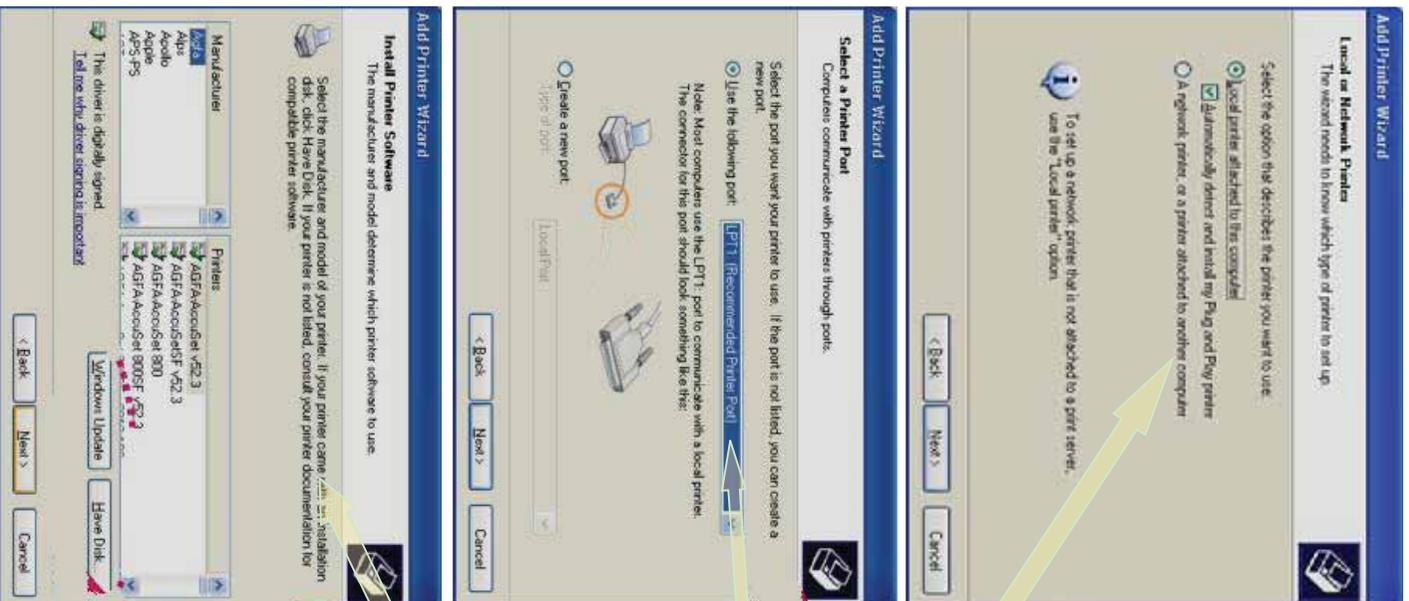 Add Printer Wizard
Local or Network Printer
The wizard needs to know which type of printer to set up.
Select the option that describes the printer you want to use:
Local printer attached to this computer
Automatically detect and install my Plug and Play printer
A network printer, or a printer attached to another computer
To set up a network printer that is not attached to a print server,
use the "Local printer" option.
< Back Next > Cancel
Add Printer Wizard
Select a Printer Port
Computers communicate with printers through ports.
Select the port you want your printer to use. If the port is not listed, you can create a
new port.
Use the following port: LPT1: (Recommended Printer Port)
Note: Most computers use the LPT1: port to communicate with a local printer.
The connector for this port should look something like this:
Create a new port:
Type of port: Local Port
< Back Next > Cancel
Add Printer Wizard
Install Printer Software
The manufacturer and model determine which printer software to use.
Select the manufacturer and model of your printer. If your printer came with an installation
disk, click Have Disk. If your printer is not listed, consult your printer documentation for
compatible printer software.
Manufacturer Printers
Agfa AGFA-AccuSet v52.3
Alps AGFA-AccuSetSF v52.3
Apollo AGFA-AccuSet 800
Apple AGFA-AccuSet 800SF v52.3
APS-PS
This driver is digitally signed. Windows Update Have Disk...
Tell me why driver signing is important
< Back Next > Cancel